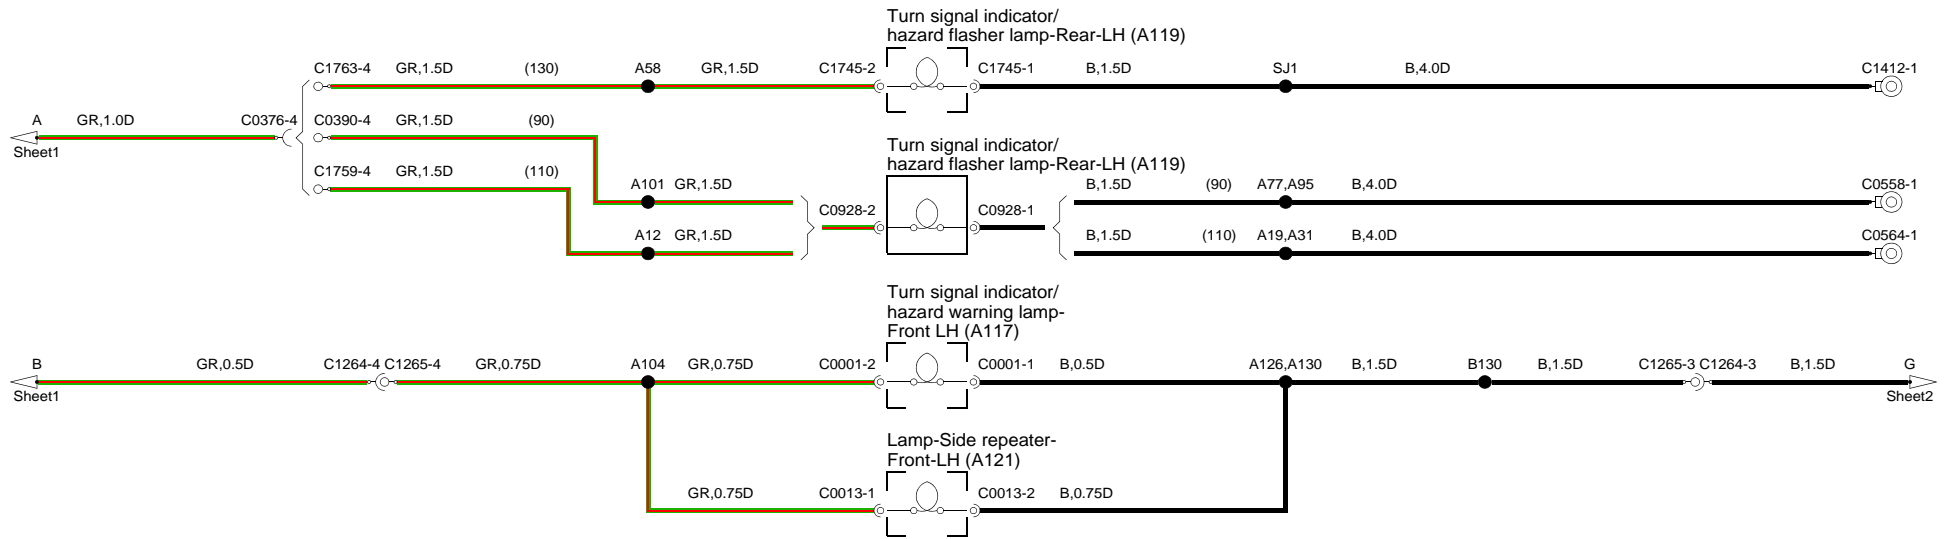 Turn signal indicator/
hazard flasher lamp-Rear-LH (A119)
C1763-4 GR,1.5D (130) A58 GR,1.5D C1745-2 C1745-1 B,1.5D SJ1 B,4.0D C1412-1
A GR,1.0D C0376-4 C0390-4 GR,1.5D (90)
Sheet1
Turn signal indicator/
hazard flasher lamp-Rear-LH (A119)
C1759-4 GR,1.5D (110)
A101 GR,1.5D B,1.5D (90) A77,A95 B,4.0D C0558-1
C0928-2 C0928-1
A12 GR,1.5D B,1.5D (110) A19,A31 B,4.0D C0564-1
Turn signal indicator/
hazard warning lamp-
Front LH (A117)
B GR,0.5D C1264-4 C1265-4 GR,0.75D A104 GR,0.75D C0001-2 C0001-1 B,0.5D A126,A130 B,1.5D B130 B,1.5D C1265-3 C1264-3 B,1.5D G
Sheet1 Sheet2
Lamp-Side repeater-
Front-LH (A121)
GR,0.75D C0013-1 C0013-2 B,0.75D